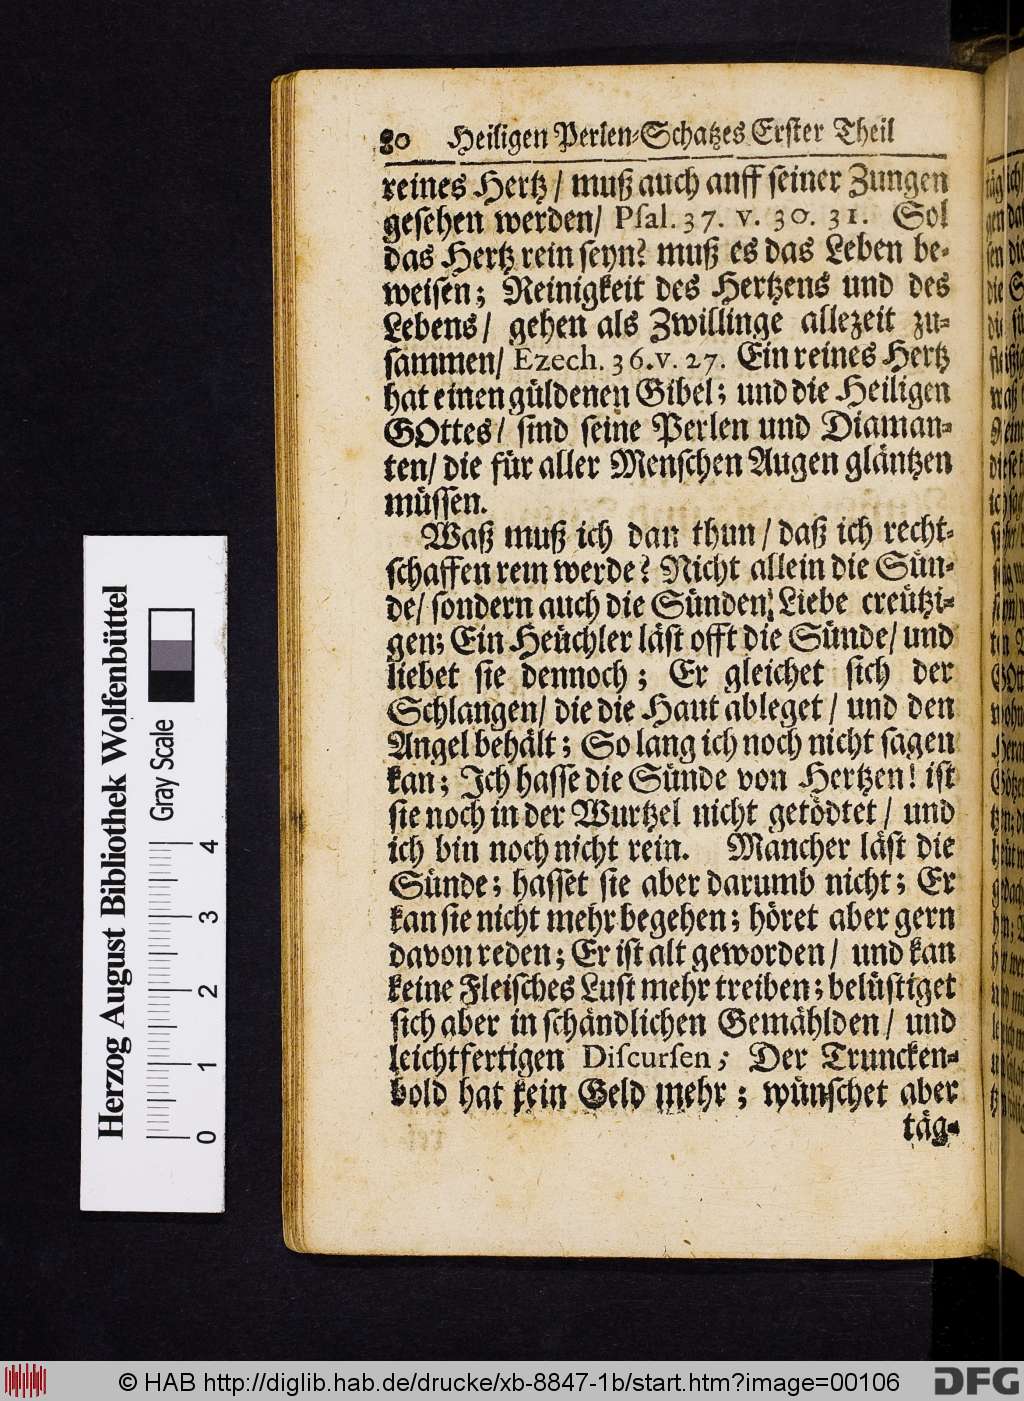 80 Heiligen Perlen-Schatzes Erster Theil
reines Hertz / muß auch auff seiner Zungen
gesehen werden/ Psal. 37. v. 30. 31. Sol
das Hertz rein seyn? muß es das Leben be-
weisen; Reinigkeit des Hertzens und des
Lebens/ gehen als Zwillinge allezeit zu-
sammen/ Ezech. 36. v. 27. Ein reines Hertz
hat einen güldenen Gibel; und die Heiligen
GOttes/ sind seine Perlen und Diaman-
ten/ die für aller Menschen Augen gläntzen
müssen.
Waß muß ich dan thun / daß ich recht-
schaffen rein werde? Nicht allein die Sün-
de/ sondern auch die Sünden-Liebe creützi-
gen; Ein Heüchler läst offt die Sünde/ und
liebet sie dennoch; Er gleichet sich der
Schlangen/ die die Haut ableget / und den
Angel behält; So lang ich noch nicht sagen
kan; Ich hasse die Sünde von Hertzen! ist
sie noch in der Wurtzel nicht getödtet / und
ich bin noch nicht rein. Mancher läst die
Sünde; hasset sie aber darumb nicht; Er
kan sie nicht mehr begehen; höret aber gern
davon reden; Er ist alt geworden/ und kan
keine Fleisches Lust mehr treiben; belüstiget
sich aber in schändlichen Gemählden/ und
leichtfertigen Discursen; Der Truncken-
bold hat kein Geld mehr; wünschet aber
täg-
Herzog August Bibliothek Wolfenbüttel
Gray Scale
0 1 2 3 4
© HAB http://diglib.hab.de/drucke/xb-8847-1b/start.htm?image=00106
DFG